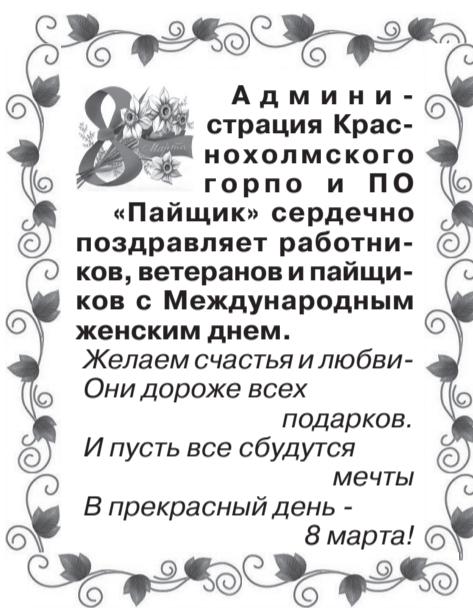 Админи-
страция Крас-
нохолмского
горпо и ПО
«Пайщик» сердечно
поздравляет работни-
ков, ветеранов и пайщи-
ков с Международным
женским днем.
Желаем счастья и любви-
Они дороже всех
подарков.
И пусть все сбудутся
мечты
В прекрасный день -
8 марта!